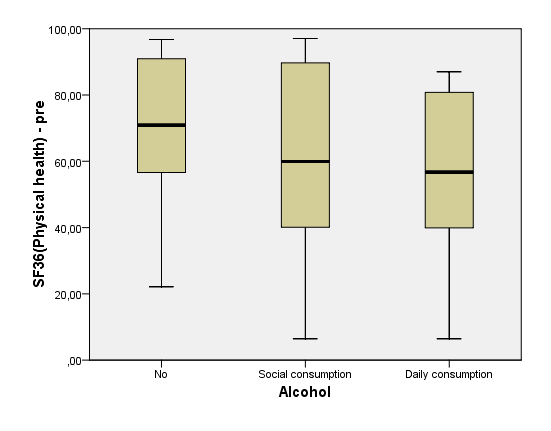 SF36(Physical health) - pre
100,00
80,00
60,00
40,00
20,00
,00
No
Social consumption
Daily consumption
Alcohol